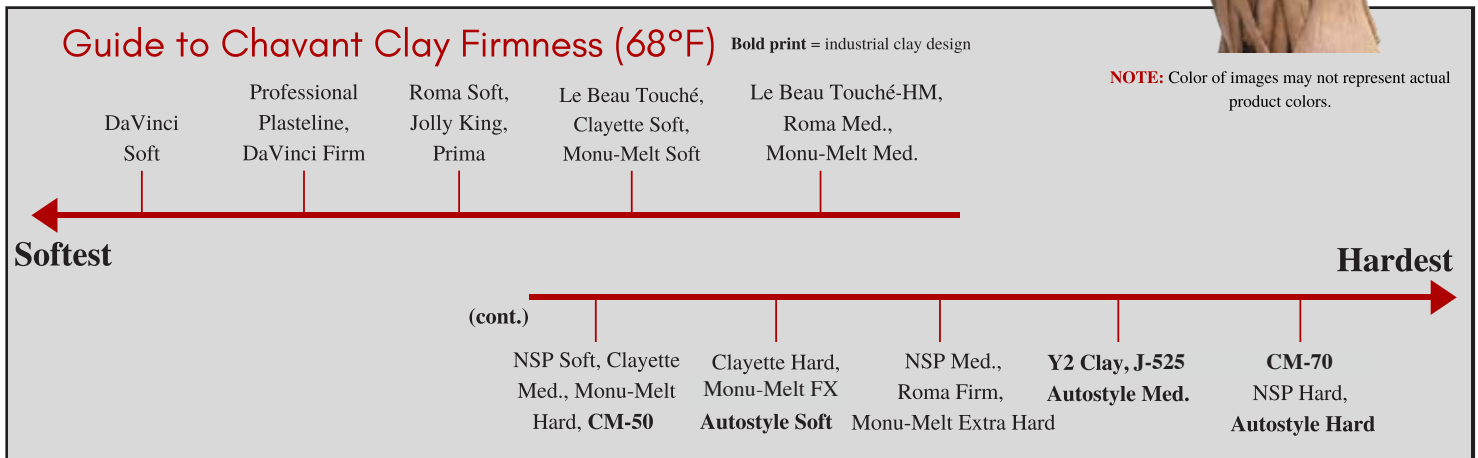 Guide to Chavant Clay Firmness (68°F)
Bold print = industrial clay design
NOTE: Color of images may not represent actual
product colors.
DaVinci
Soft
Professional
Plasteline,
DaVinci Firm
Roma Soft,
Jolly King,
Prima
Le Beau Touché,
Clayette Soft,
Monu-Melt Soft
Le Beau Touché-HM,
Roma Med.,
Monu-Melt Med.
Softest
Hardest
(cont.)
NSP Soft, Clayette
Med., Monu-Melt
Hard, CM-50
Clayette Hard,
Monu-Melt FX
Autostyle Soft
NSP Med.,
Roma Firm,
Monu-Melt Extra Hard
Y2 Clay, J-525
Autostyle Med.
CM-70
NSP Hard,
Autostyle Hard